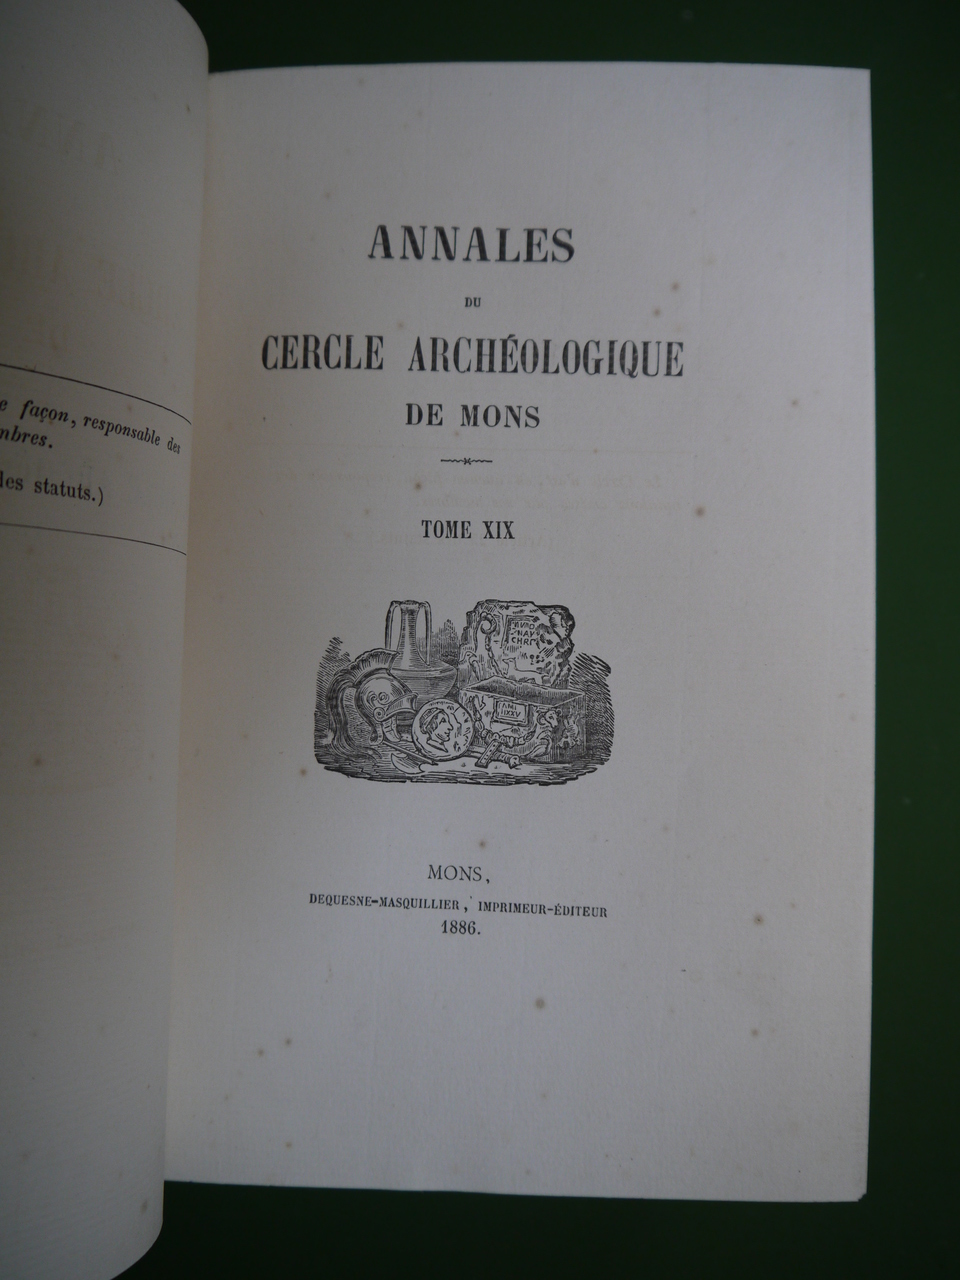 e façon, responsable des
mbres.
les statuts.)
ANNALES
DU
CERCLE ARCHÉOLOGIQUE
DE MONS
TOME XIX
MONS,
DEQUESNE-MASQUILLIER, IMPRIMEUR-ÉDITEUR
1886.